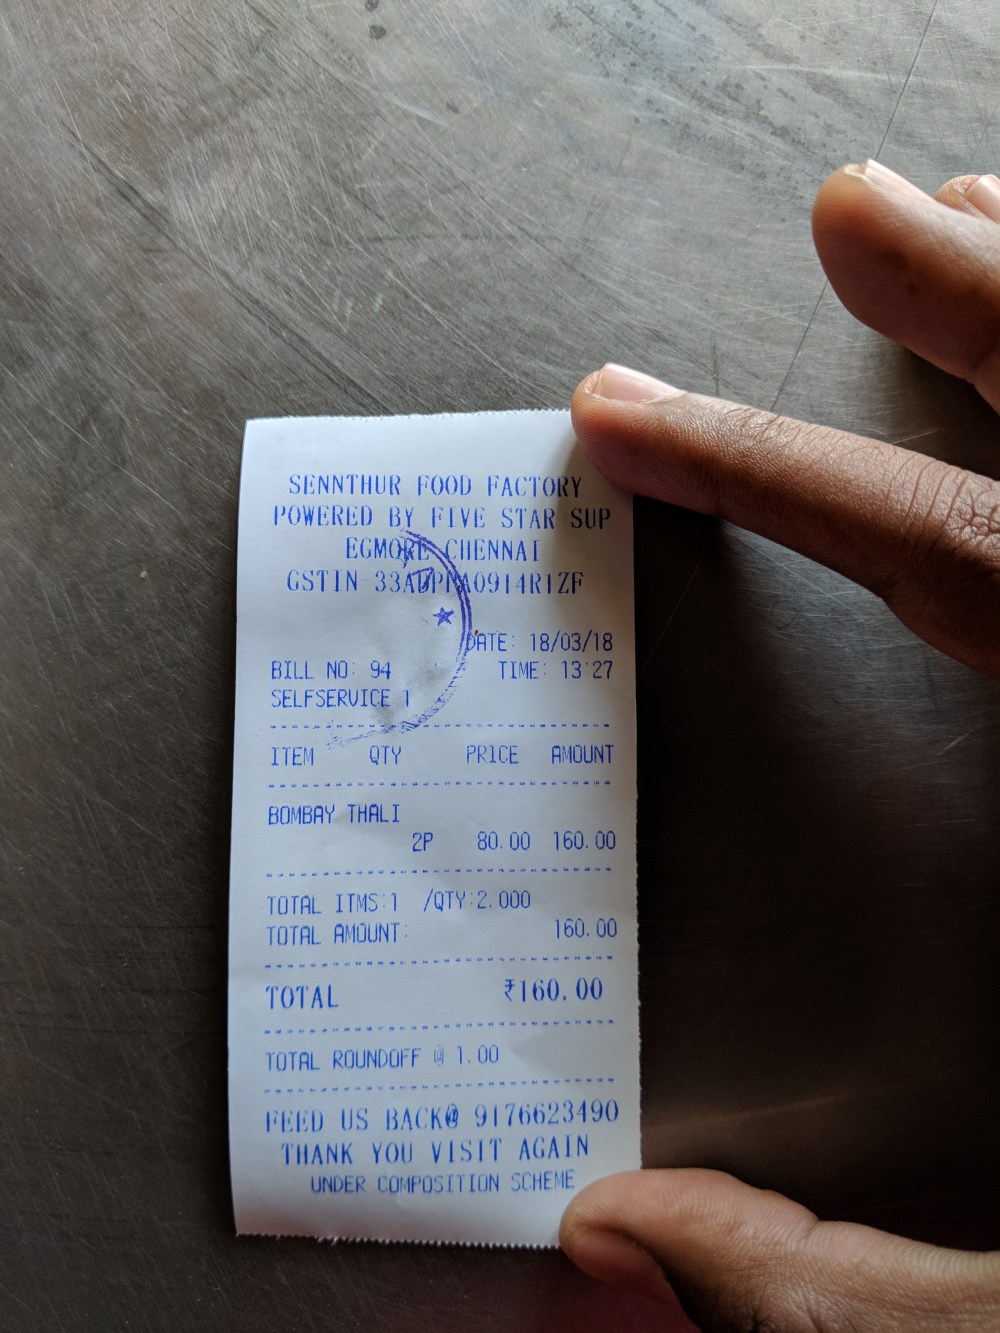 SENNTHUR FOOD FACTORY
POWERED BY FIVE STAR SUP
EGMORE CHENNAI
GSTIN 33ADPPA0914R1ZF
DATE: 18/03/18
BILL NO: 94 TIME: 13:27
SELFSERVICE 1
ITEM QTY PRICE AMOUNT
BOMBAY THALI
2P 80.00 160.00
TOTAL ITMS:1 /QTY:2.000
TOTAL AMOUNT: 160.00
TOTAL ₹160.00
TOTAL ROUNDOFF @ 1.00
FEED US BACK@ 9176623490
THANK YOU VISIT AGAIN
UNDER COMPOSITION SCHEME